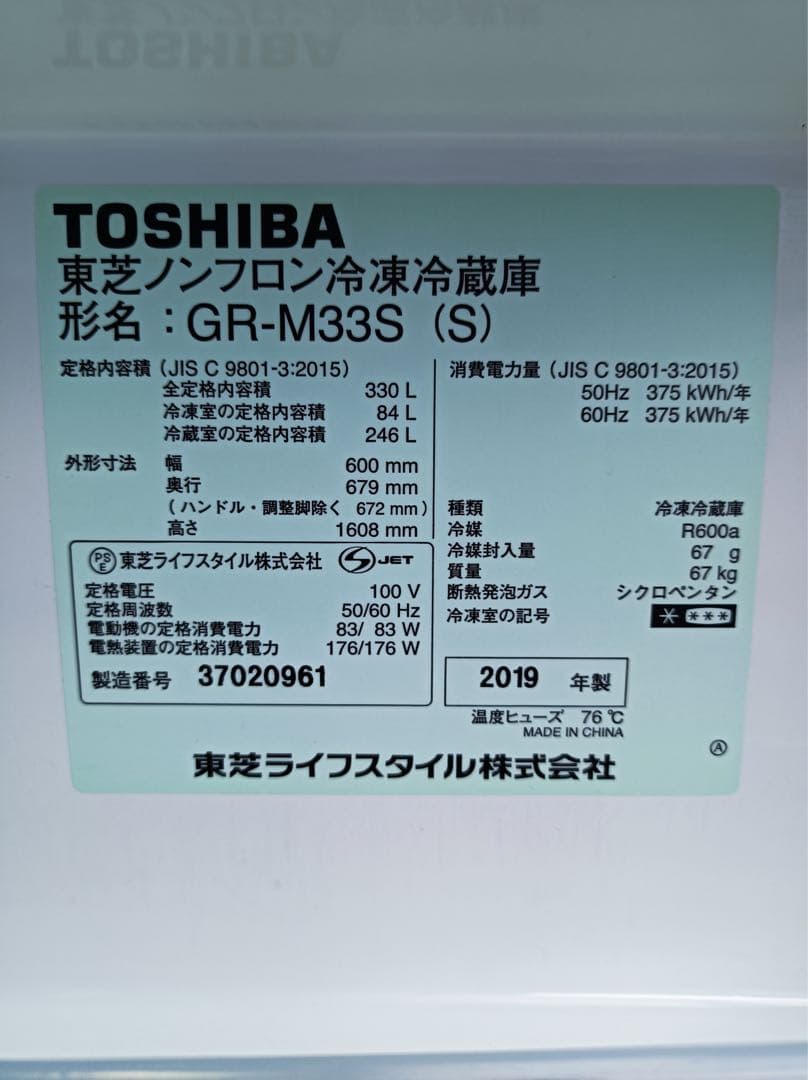 TOSHIBA
東芝ノンフロン冷凍冷蔵庫
形名：GR-M33S（S）
定格内容積（JIS C 9801-3:2015）
全定格内容積 330 L
冷凍室の定格内容積 84 L
冷蔵室の定格内容積 246 L
外形寸法 幅 600 mm
奥行 679 mm
（ハンドル・調整脚除く 672 mm）
高さ 1608 mm
消費電力量（JIS C 9801-3:2015）
50Hz 375 kWh/年
60Hz 375 kWh/年
種類 冷凍冷蔵庫
冷媒 R600a
冷媒封入量 67 g
質量 67 kg
断熱発泡ガス シクロペンタン
冷凍室の記号 * ***
PSE 東芝ライフスタイル株式会社 S JET
定格電圧 100 V
定格周波数 50/60 Hz
電動機の定格消費電力 83/ 83 W
電熱装置の定格消費電力 176/176 W
製造番号 37020961
2019 年製
温度ヒューズ 76 ℃
MADE IN CHINA
Ⓐ
東芝ライフスタイル株式会社